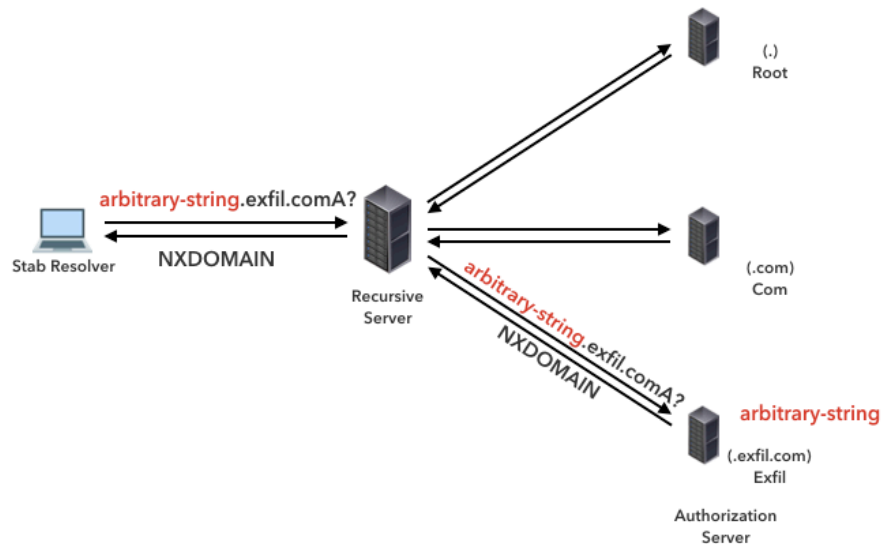 (.)
Root
arbitrary-string.exfil.comA?
NXDOMAIN
Stab Resolver
Recursive
Server
(.com)
Com
arbitrary-string.exfil.comA?
NXDOMAIN
arbitrary-string
(.exfil.com)
Exfil
Authorization
Server